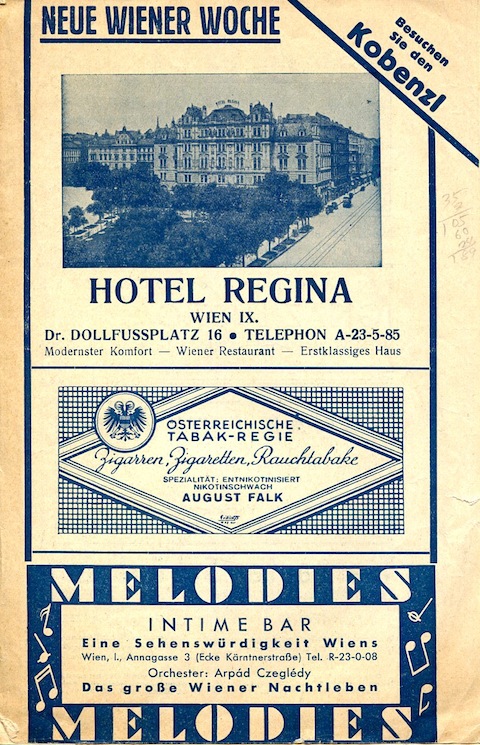 NEUE WIENER WOCHE
Besuchen
Sie den
Kobenzl
HOTEL REGINA
HOTEL REGINA
WIEN IX.
Dr. DOLLFUSSPLATZ 16 • TELEPHON A-23-5-85
Modernster Komfort — Wiener Restaurant — Erstklassiges Haus
ÖSTERREICHISCHE
TABAK-REGIE
Zigarren, Zigaretten, Rauchtabake
SPEZIALITÄT: ENTNIKOTINISIERT
NIKOTINSCHWACH
AUGUST FALK
MELODIES
INTIME BAR
Eine Sehenswürdigkeit Wiens
Wien, I., Annagasse 3 (Ecke Kärntnerstraße) Tel. R-23-0-08
Orchester: Arpád Czeglédy
Das große Wiener Nachtleben
MELODIES